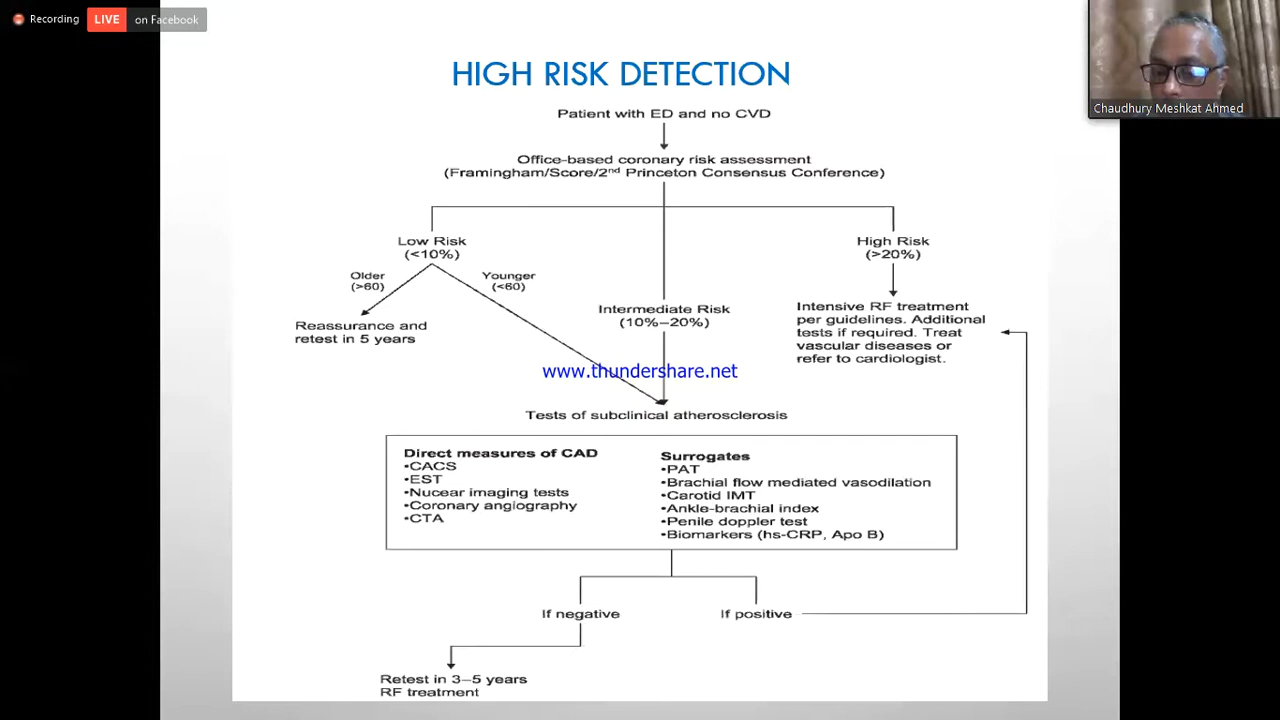 Recording
LIVE on Facebook
Chaudhury Meshkat Ahmed
HIGH RISK DETECTION
Patient with ED and no CVD
Office-based coronary risk assessment
(Framingham/Score/2nd Princeton Consensus Conference)
Low Risk
(<10%)
High Risk
(>20%)
Older
(>60)
Younger
(<60)
Intermediate Risk
(10%–20%)
Reassurance and
retest in 5 years
Intensive RF treatment
per guidelines. Additional
tests if required. Treat
vascular diseases or
refer to cardiologist.
www.thundershare.net
Tests of subclinical atherosclerosis
Direct measures of CAD
•CACS
•EST
•Nucear imaging tests
•Coronary angiography
•CTA
Surrogates
•PAT
•Brachial flow mediated vasodilation
•Carotid IMT
•Ankle-brachial index
•Penile doppler test
•Biomarkers (hs-CRP, Apo B)
If negative
If positive
Retest in 3–5 years
RF treatment